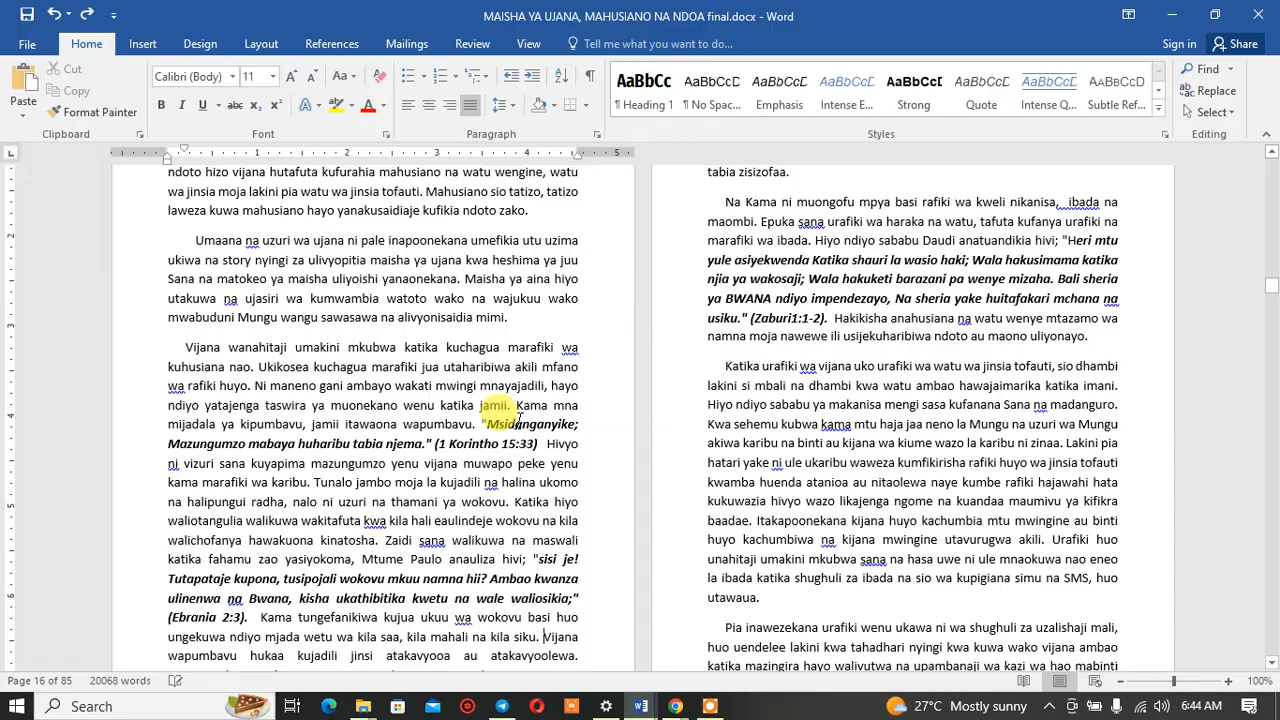 MAISHA YA UJANA, MAHUSIANO NA NDOA final.docx - Word
File Home Insert Design Layout References Mailings Review View Tell me what you want to do... Sign in Share
Paste Cut Copy Format Painter
Calibri (Body) 11
AaBbCc AaBbCcD AaBbCcD AaBbCcD AaBbCcD AaBbCcD AaBbCcD AaBbCcD
¶ Heading 1 ¶ No Spac... Emphasis Intense E... Strong Quote Intense Q... Subtle Ref...
Find Replace Select
Clipboard Font Paragraph Styles Editing
1 2 3 4 5
ndoto hizo vijana hutafuta kufurahia mahusiano na watu wengine, watu
wa jinsia moja lakini pia watu wa jinsia tofauti. Mahusiano sio tatizo, tatizo
laweza kuwa mahusiano hayo yanakusaidiaje kufikia ndoto zako.
Umaana na uzuri wa ujana ni pale inapoonekana umefikia utu uzima
ukiwa na story nyingi za ulivyopitia maisha ya ujana kwa heshima ya juu
Sana na matokeo ya maisha uliyoishi yanaonekana. Maisha ya aina hiyo
utakuwa na ujasiri wa kumwambia watoto wako na wajukuu wako
mwabuduni Mungu wangu sawasawa na alivyonisaidia mimi.
Vijana wanahitaji umakini mkubwa katika kuchagua marafiki wa
kuhusiana nao. Ukikosea kuchagua marafiki jua utaharibiwa akili mfano
wa rafiki huyo. Ni maneno gani ambayo wakati mwingi mnayajadili, hayo
ndiyo yatajenga taswira ya muonekano wenu katika jamii. Kama mna
mijadala ya kipumbavu, jamii itawaona wapumbavu. "Msidanganyike;
Mazungumzo mabaya huharibu tabia njema." (1 Korintho 15:33) Hivyo
ni vizuri sana kuyapima mazungumzo yenu vijana muwapo peke yenu
kama marafiki wa karibu. Tunalo jambo moja la kujadili na halina ukomo
na halipungui radha, nalo ni uzuri na thamani ya wokovu. Katika hiyo
waliotangulia walikuwa wakitafuta kwa kila hali eaulindeje wokovu na kila
walichofanya hawakuona kinatosha. Zaidi sana walikuwa na maswali
katika fahamu zao yasiyokoma, Mtume Paulo anauliza hivi; "sisi je!
Tutapataje kupona, tusipojali wokovu mkuu namna hii? Ambao kwanza
ulinenwa na Bwana, kisha ukathibitika kwetu na wale waliosikia;"
(Ebrania 2:3). Kama tungefanikiwa kujua ukuu wa wokovu basi huo
ungekuwa ndiyo mjada wetu wa kila saa, kila mahali na kila siku. Vijana
wapumbavu hukaa kujadili jinsi atakavyooa au atakavyoolewa.
tabia zisizofaa.
Na Kama ni muongofu mpya basi rafiki wa kweli nikanisa, ibada na
maombi. Epuka sana urafiki wa haraka na watu, tafuta kufanya urafiki na
marafiki wa ibada. Hiyo ndiyo sababu Daudi anatuandikia hivi; "Heri mtu
yule asiyekwenda Katika shauri la wasio haki; Wala hakusimama katika
njia ya wakosaji; Wala hakuketi barazani pa wenye mizaha. Bali sheria
ya BWANA ndiyo impendezayo, Na sheria yake huitafakari mchana na
usiku." (Zaburi1:1-2). Hakikisha anahusiana na watu wenye mtazamo wa
namna moja nawewe ili usijekuharibiwa ndoto au maono uliyonayo.
Katika urafiki wa vijana uko urafiki wa watu wa jinsia tofauti, sio dhambi
lakini si mbali na dhambi kwa watu ambao hawajaimarika katika imani.
Hiyo ndiyo sababu ya makanisa mengi sasa kufanana Sana na madanguro.
Kwa sehemu kubwa kama mtu haja jaa neno la Mungu na uzuri wa Mungu
akiwa karibu na binti au kijana wa kiume wazo la karibu ni zinaa. Lakini pia
hatari yake ni ule ukaribu waweza kumfikirisha rafiki huyo wa jinsia tofauti
kwamba huenda atanioa au nitaolewa naye kumbe rafiki hajawahi hata
kukuwazia hivyo wazo likajenga ngome na kuandaa maumivu ya kifikra
baadae. Itakapoonekana kijana huyo kachumbia mtu mwingine au binti
huyo kachumbiwa na kijana mwingine utavurugwa akili. Urafiki huo
unahitaji umakini mkubwa sana na hasa uwe ni ule mnaokuwa nao eneo
la ibada katika shughuli za ibada na sio wa kupigiana simu na SMS, huo
utawaua.
Pia inawezekana urafiki wenu ukawa ni wa shughuli za uzalishaji mali,
huo uendelee lakini kwa tahadhari nyingi kwa kuwa wako vijana ambao
katika mazingira hayo walivutwa na upambanaji wa kazi wa hao mabinti
Page 16 of 85 20068 words 100%
Search 27°C Mostly sunny 6:44 AM